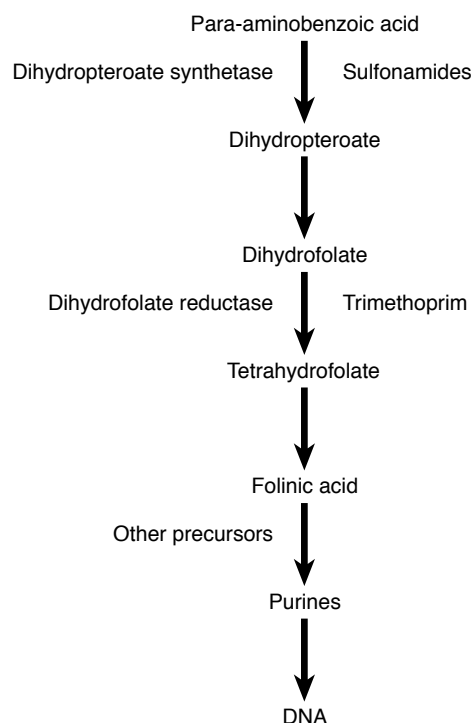 Para-aminobenzoic acid
Dihydropteroate synthetase Sulfonamides
Dihydropteroate
Dihydrofolate
Dihydrofolate reductase Trimethoprim
Tetrahydrofolate
Folinic acid
Other precursors
Purines
DNA